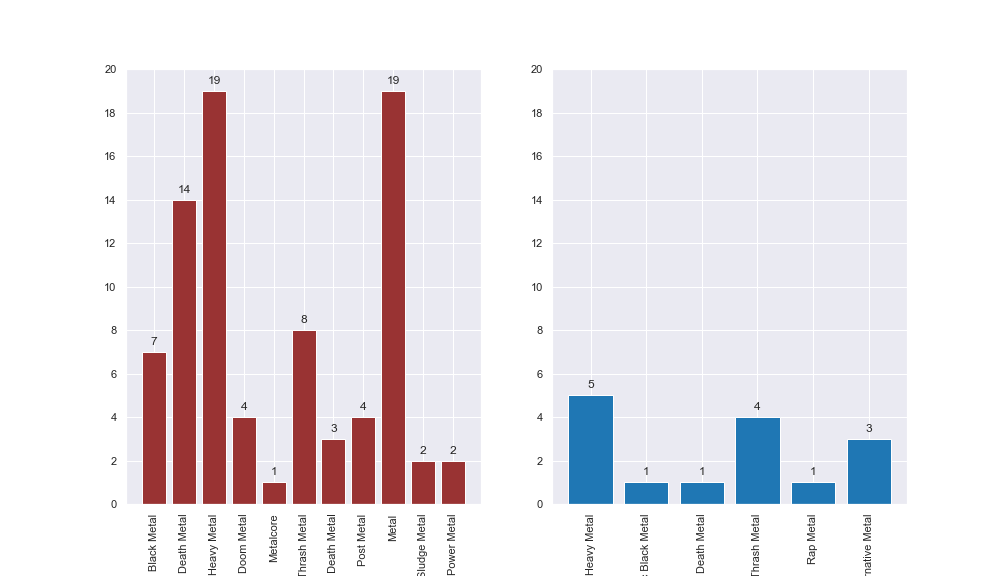 20
18
16
14
12
10
8
6
4
2
0
7
14
19
4
1
8
3
4
19
2
2
Black Metal
Death Metal
Heavy Metal
Doom Metal
Metalcore
Thrash Metal
Death Metal
Post Metal
Metal
Sludge Metal
Power Metal
20
18
16
14
12
10
8
6
4
2
0
5
1
1
4
1
3
Heavy Metal
Black Metal
Death Metal
Thrash Metal
Rap Metal
rnative Metal